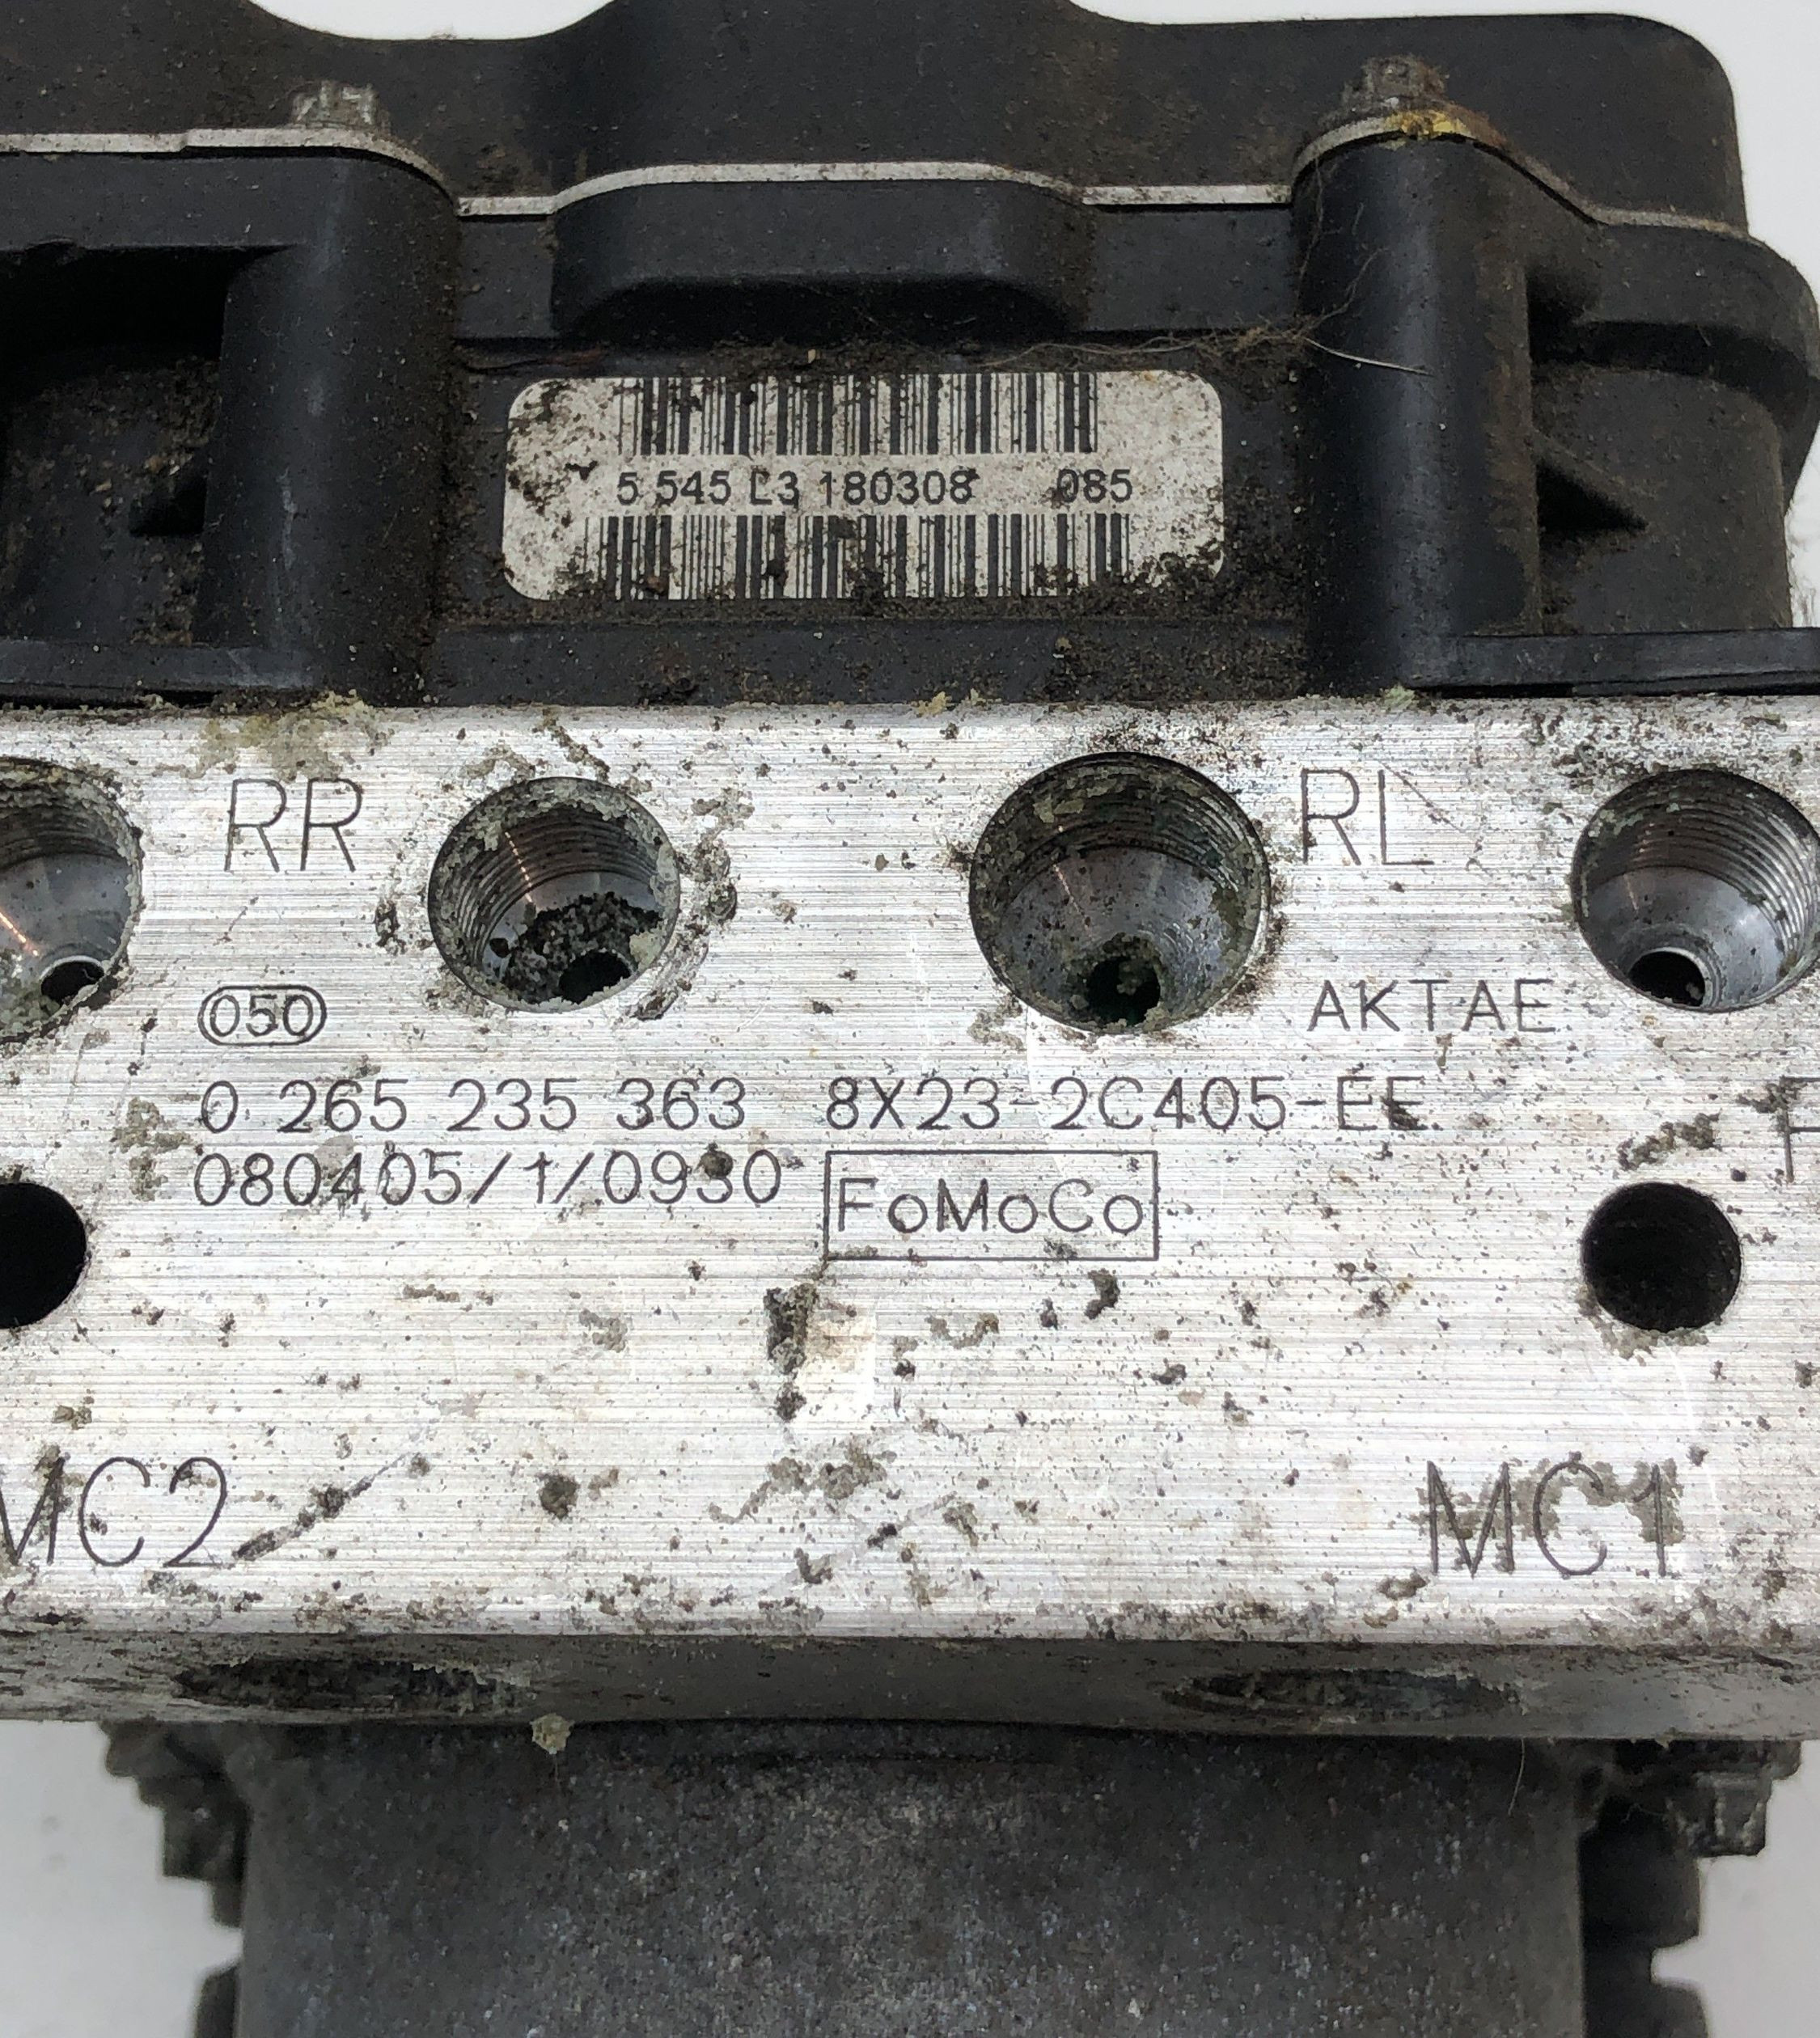 5 545 L3 180308 085
RR
RL
050
AKTAE
0 265 235 363 8X23-2C405-EE
080405/1/0930
FoMoCo
MC2
MC1